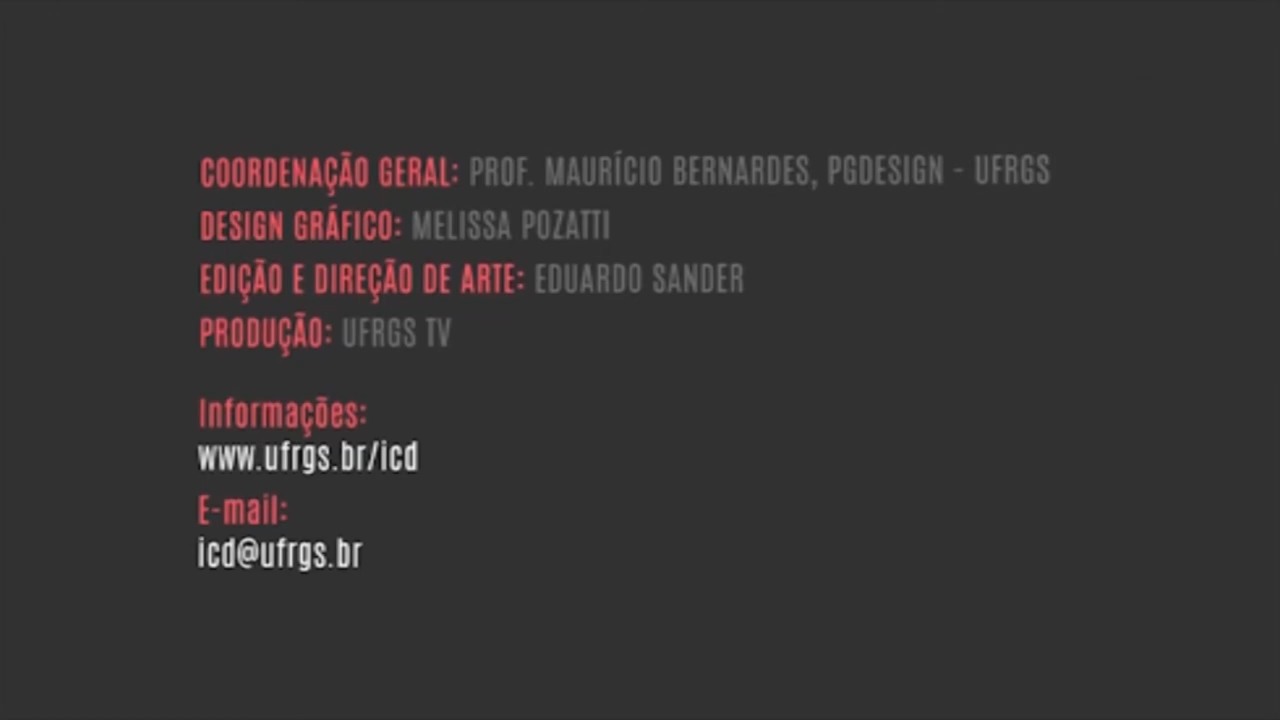 COORDENAÇÃO GERAL: PROF. MAURÍCIO BERNARDES, PGDESIGN - UFRGS
DESIGN GRÁFICO: MELISSA POZATTI
EDIÇÃO E DIREÇÃO DE ARTE: EDUARDO SANDER
PRODUÇÃO: UFRGS TV
Informações:
www.ufrgs.br/icd
E-mail:
icd@ufrgs.br